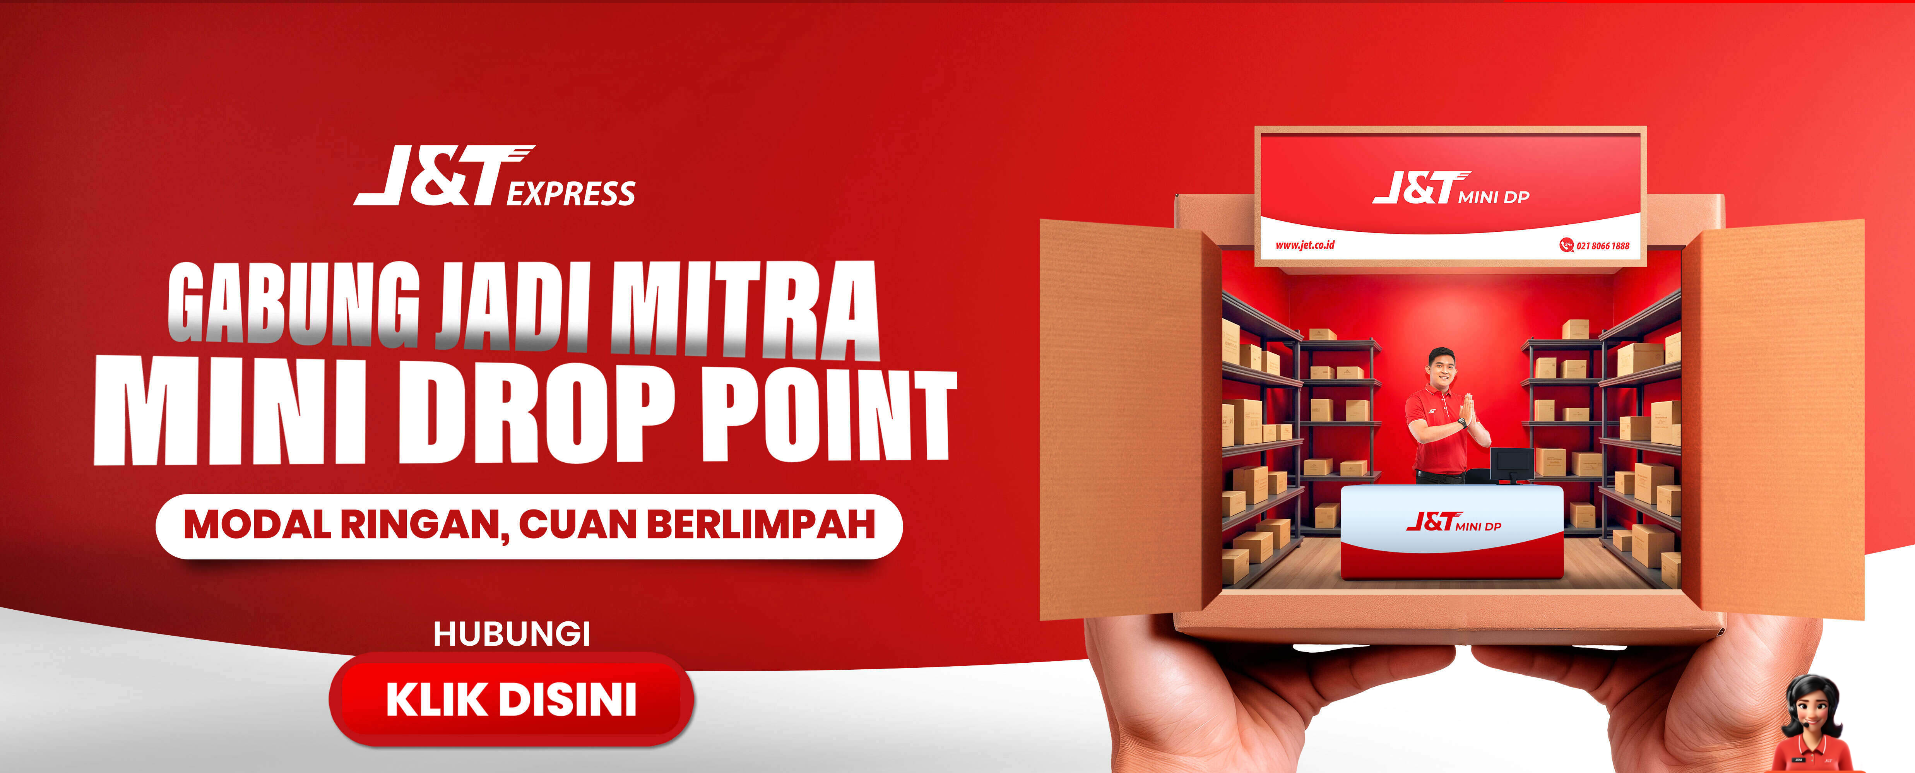 J&T EXPRESS
GABUNG JADI MITRA
MINI DROP POINT
MODAL RINGAN, CUAN BERLIMPAH
HUBUNGI
KLIK DISINI
J&T MINI DP
www.jet.co.id
021 8066 1888
J&T MINI DP